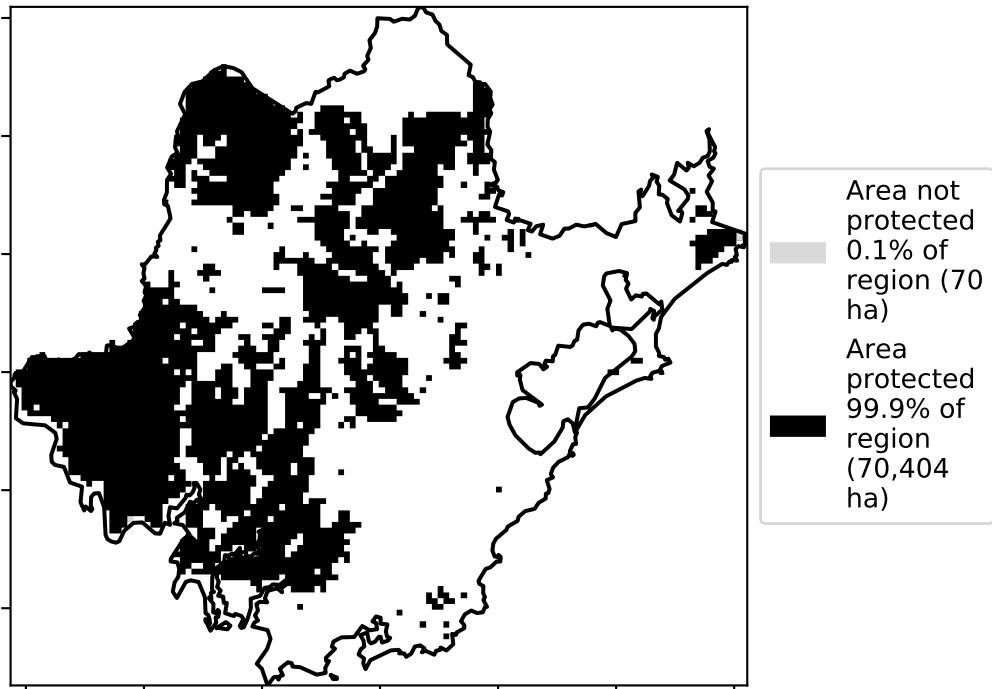 Area not
protected
0.1% of
region (70
ha)
Area
protected
99.9% of
region
(70,404
ha)